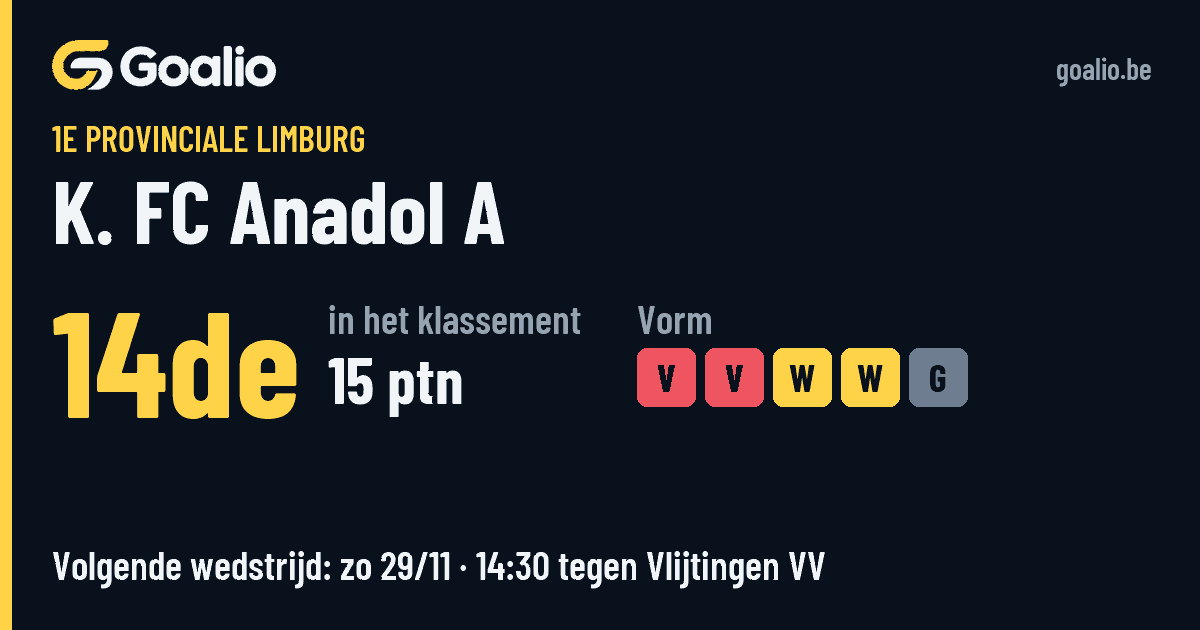 Goalio
goalio.be
1E PROVINCIALE LIMBURG
K. FC Anadol A
14de
in het klassement
15 ptn
Vorm
V V W W G
Volgende wedstrijd: zo 29/11 · 14:30 tegen Vlijtingen VV